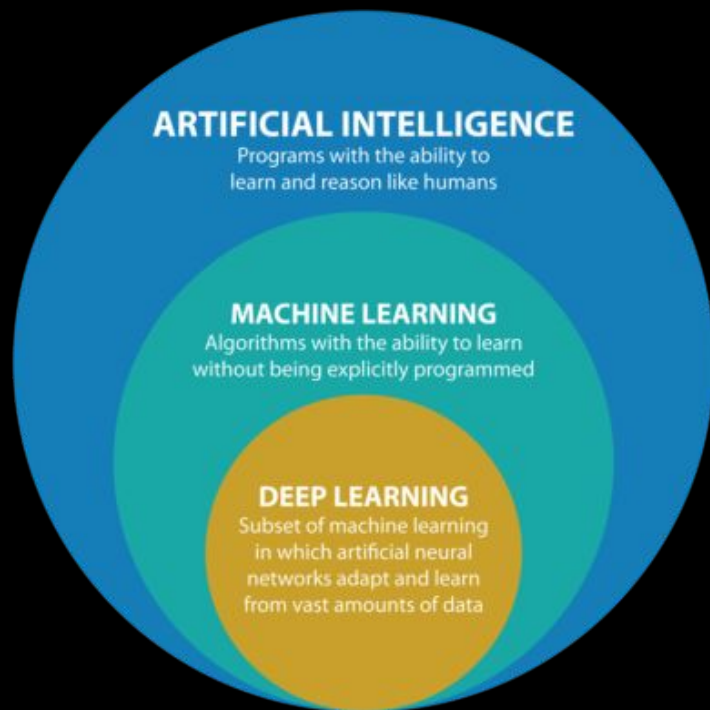 ARTIFICIAL INTELLIGENCE
Programs with the ability to
learn and reason like humans
MACHINE LEARNING
Algorithms with the ability to learn
without being explicitly programmed
DEEP LEARNING
Subset of machine learning
in which artificial neural
networks adapt and learn
from vast amounts of data